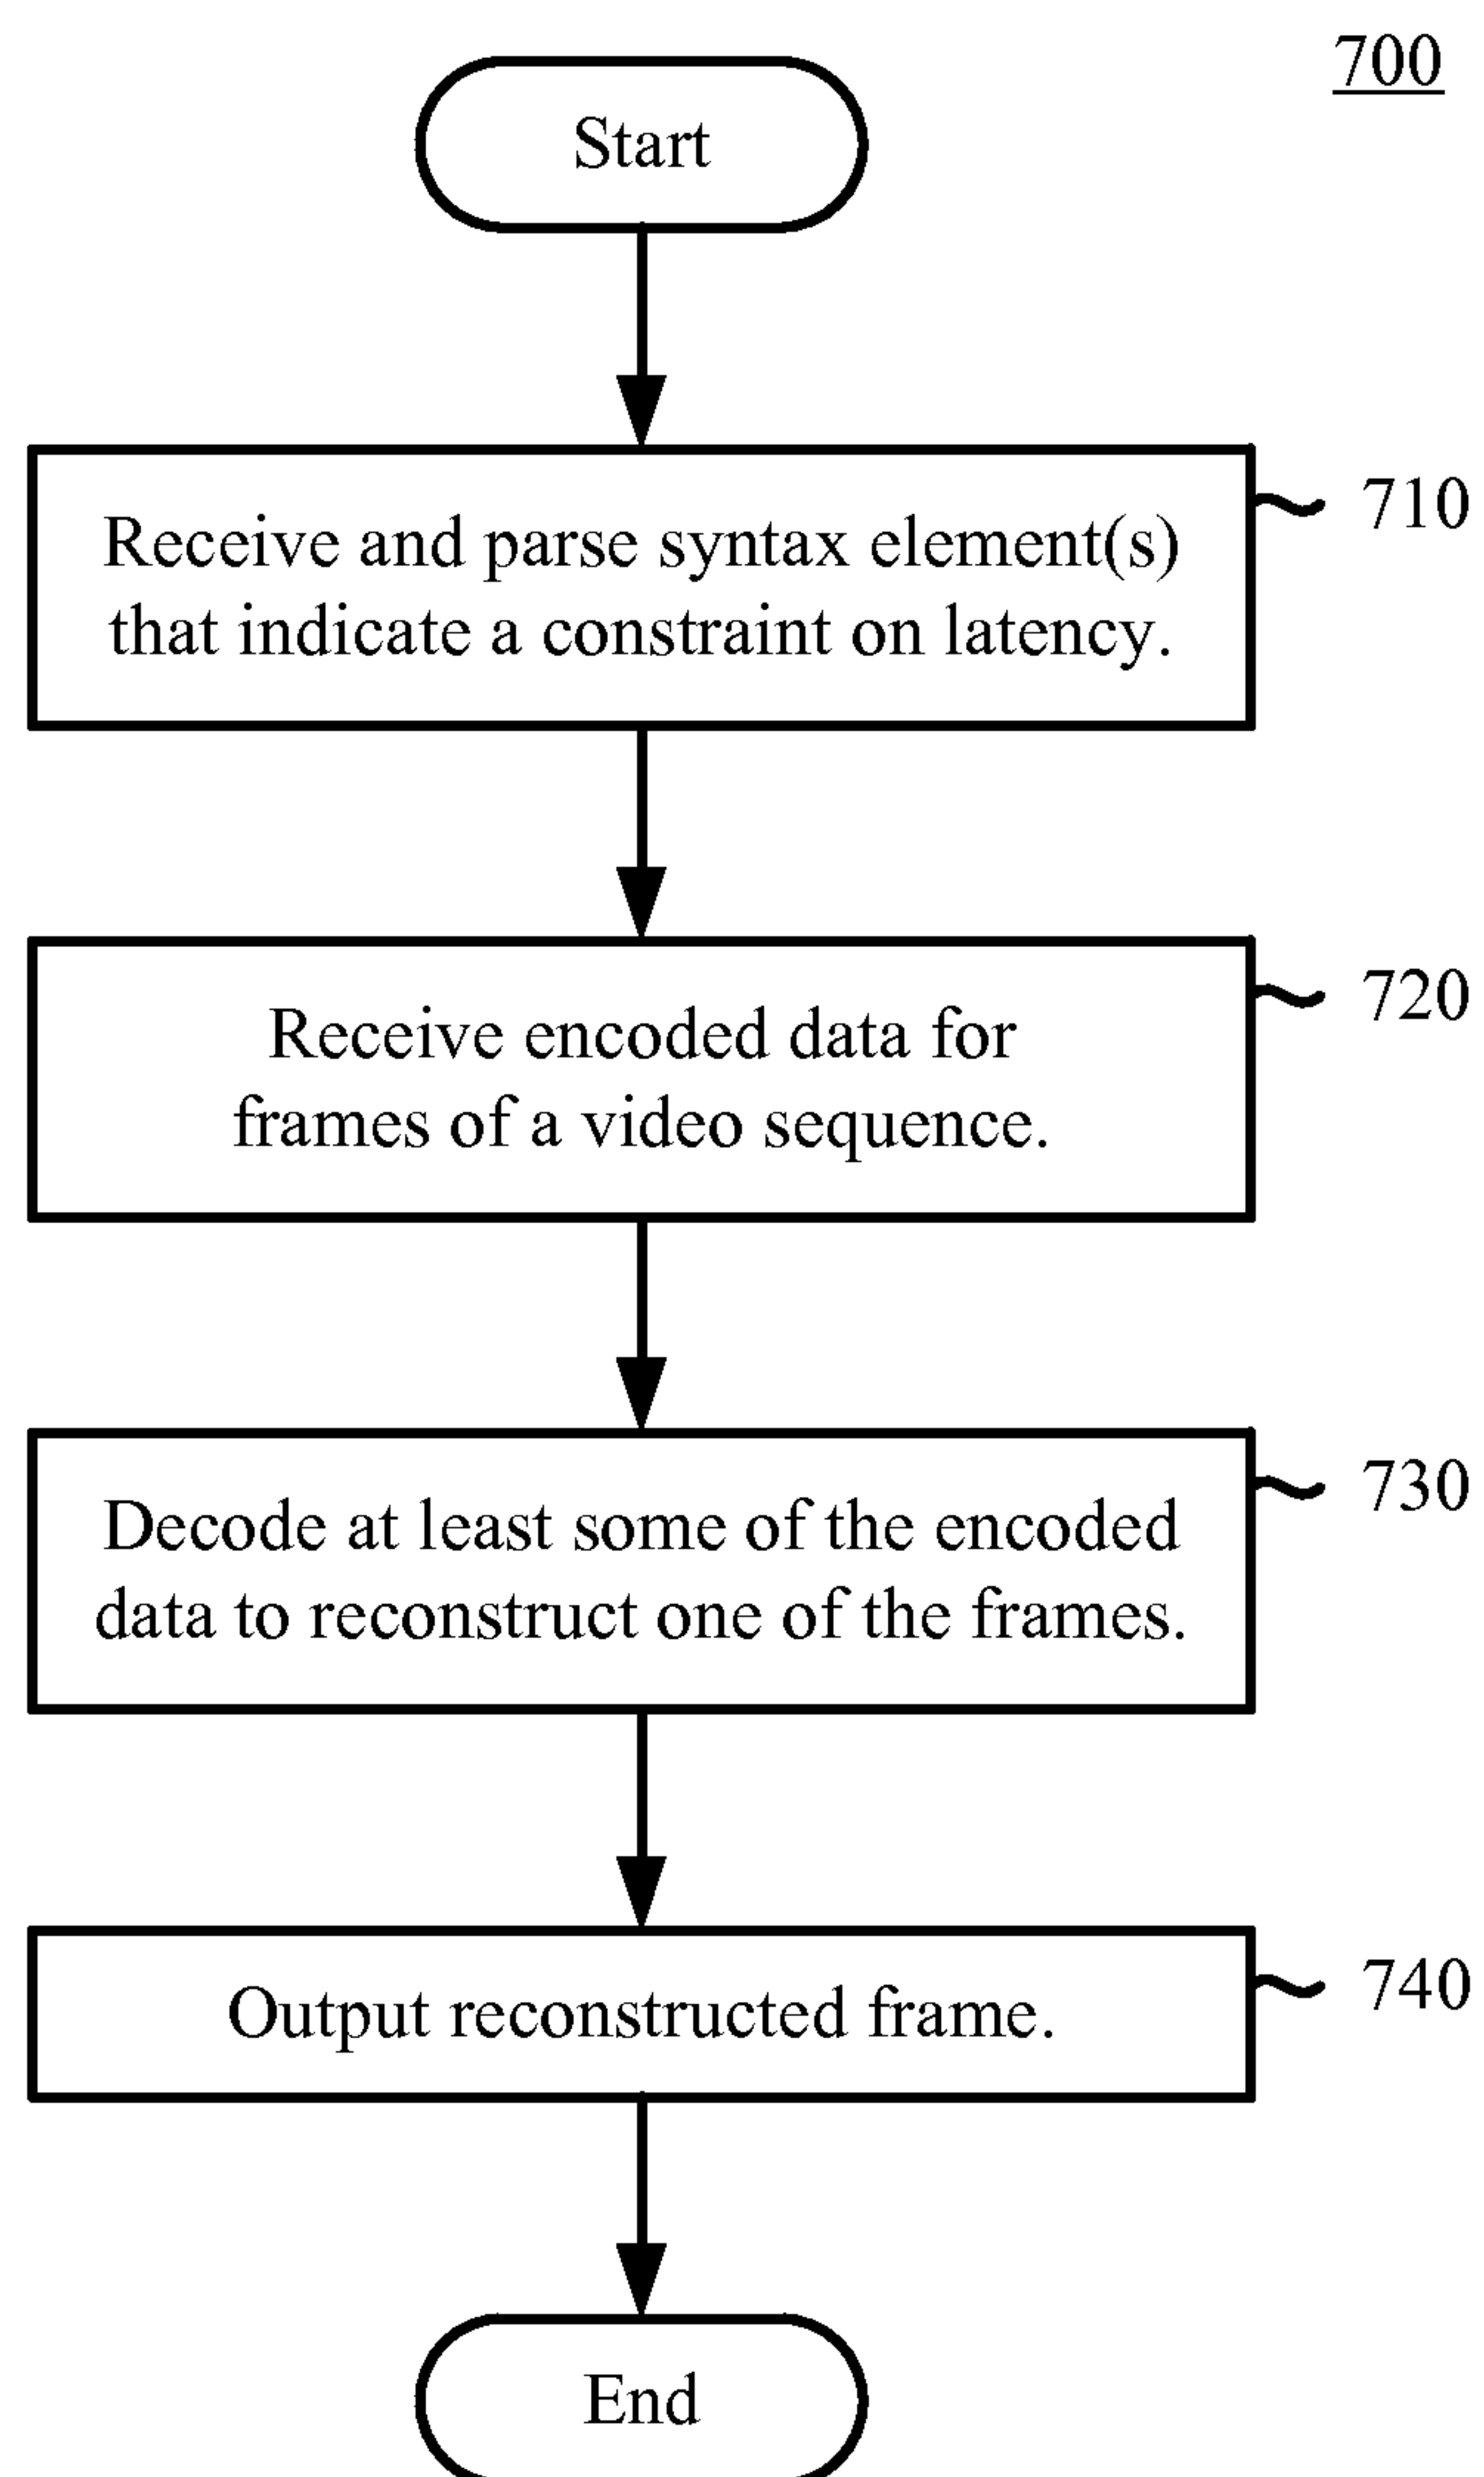 700
Start
Receive and parse syntax element(s)
that indicate a constraint on latency.
710
Receive encoded data for
frames of a video sequence.
720
Decode at least some of the encoded
data to reconstruct one of the frames.
730
Output reconstructed frame.
740
End